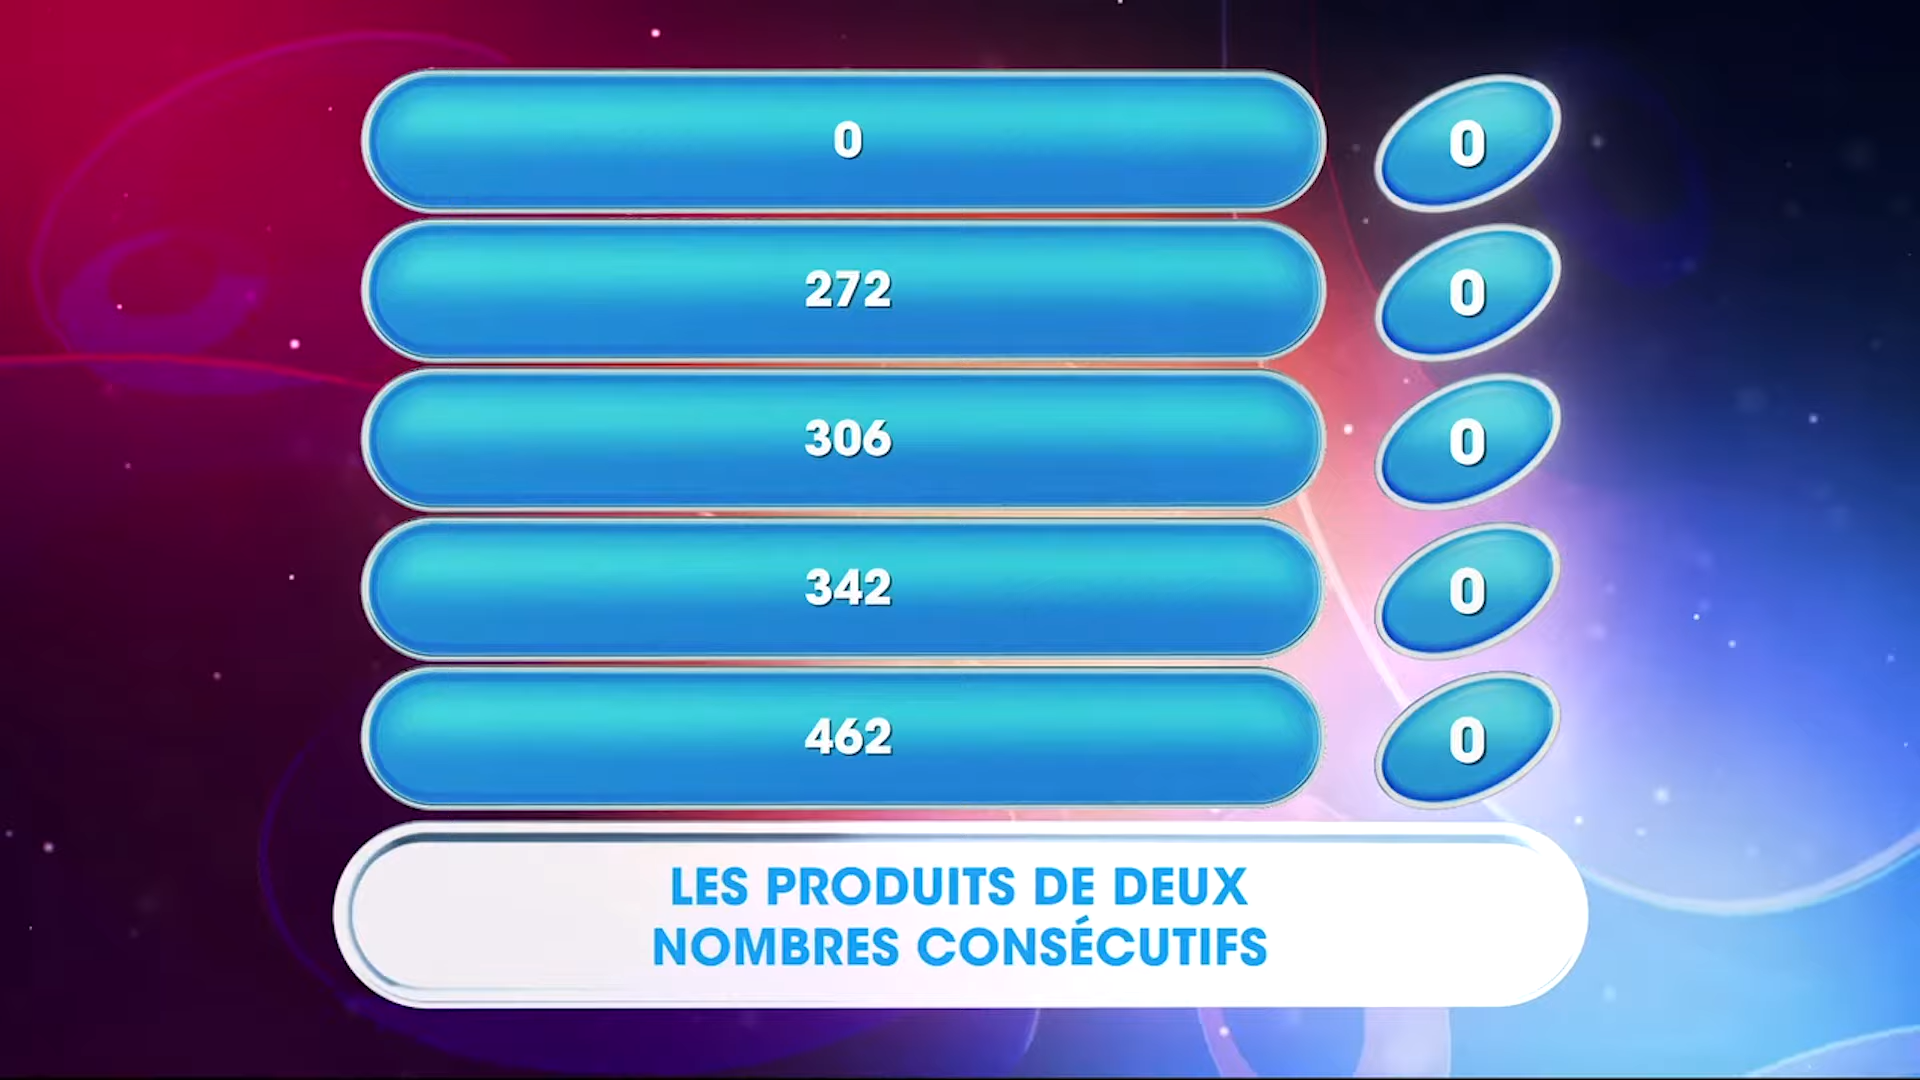 0 0
272 0
306 0
342 0
462 0
LES PRODUITS DE DEUX
NOMBRES CONSÉCUTIFS